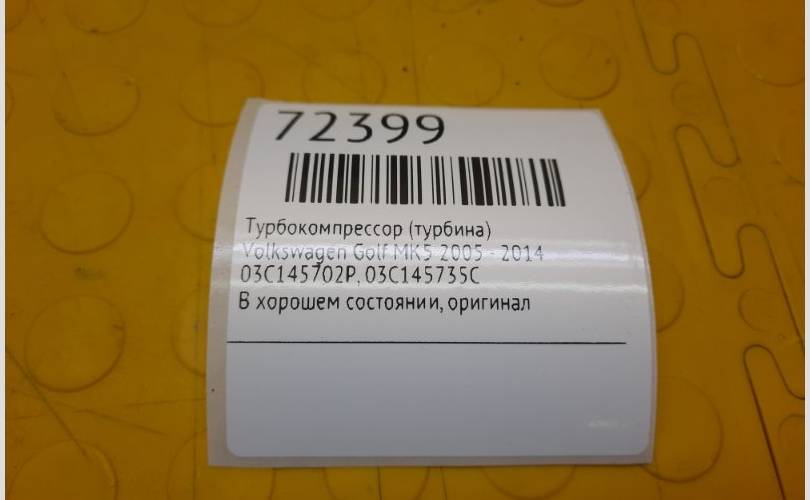 72399
Турбокомпрессор (турбина)
Volkswagen Golf MK5 2005 - 2014
03C145702P, 03C145735C
В хорошем состоянии, оригинал